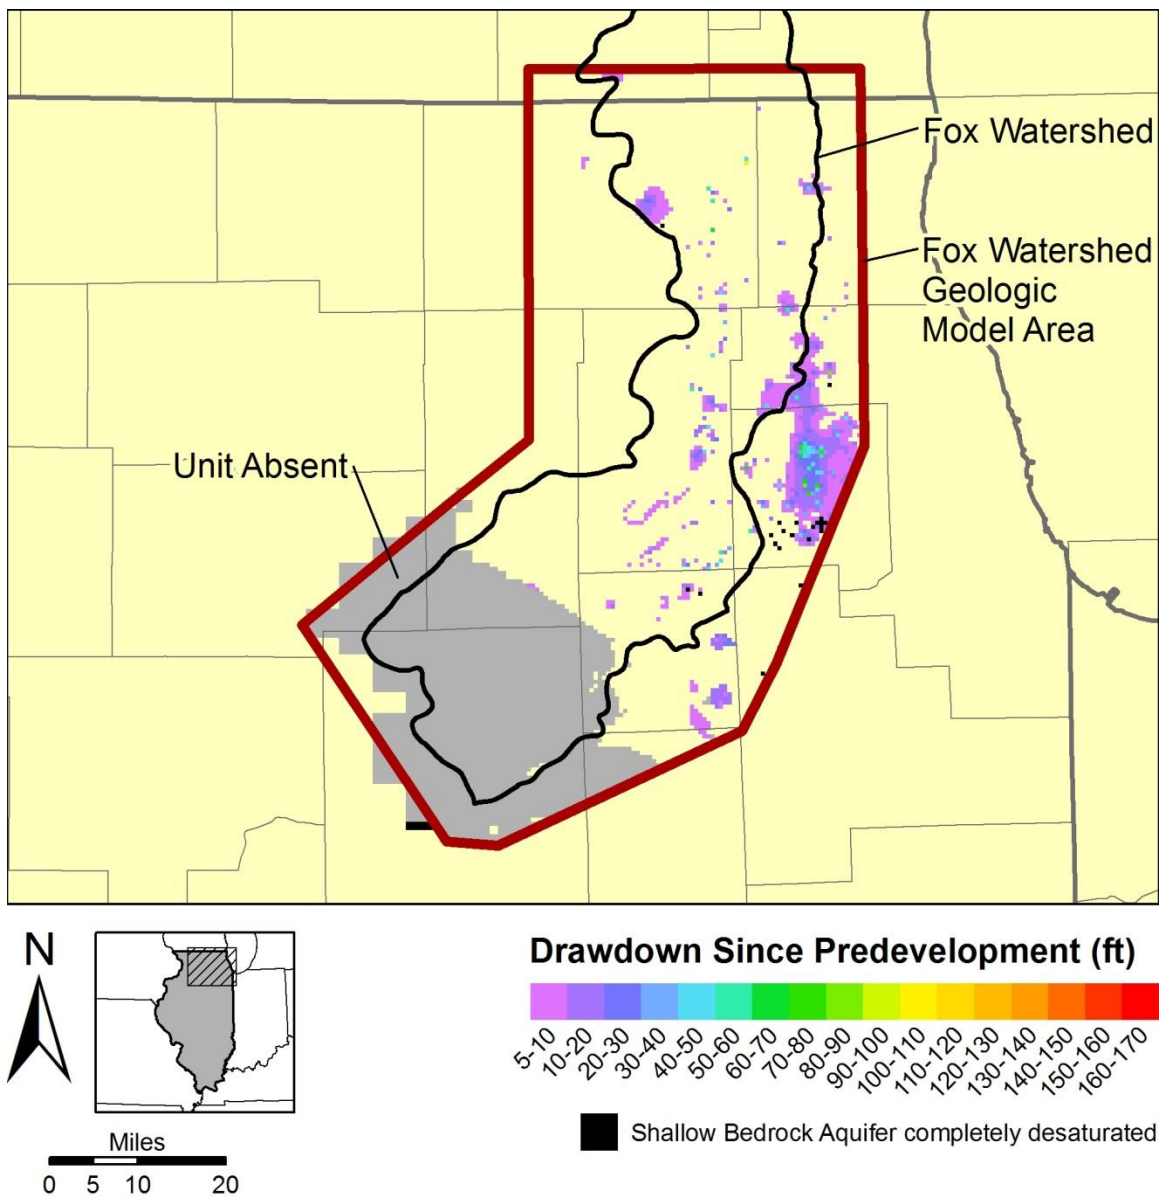 Fox Watershed
Fox Watershed
Geologic
Model Area
Unit Absent
N
Drawdown Since Predevelopment (ft)
5-10
10-20
20-30
30-40
40-50
50-60
60-70
70-80
80-90
90-100
100-110
110-120
120-130
130-140
140-150
150-160
160-170
Shallow Bedrock Aquifer completely desaturated
Miles
0 5 10 20